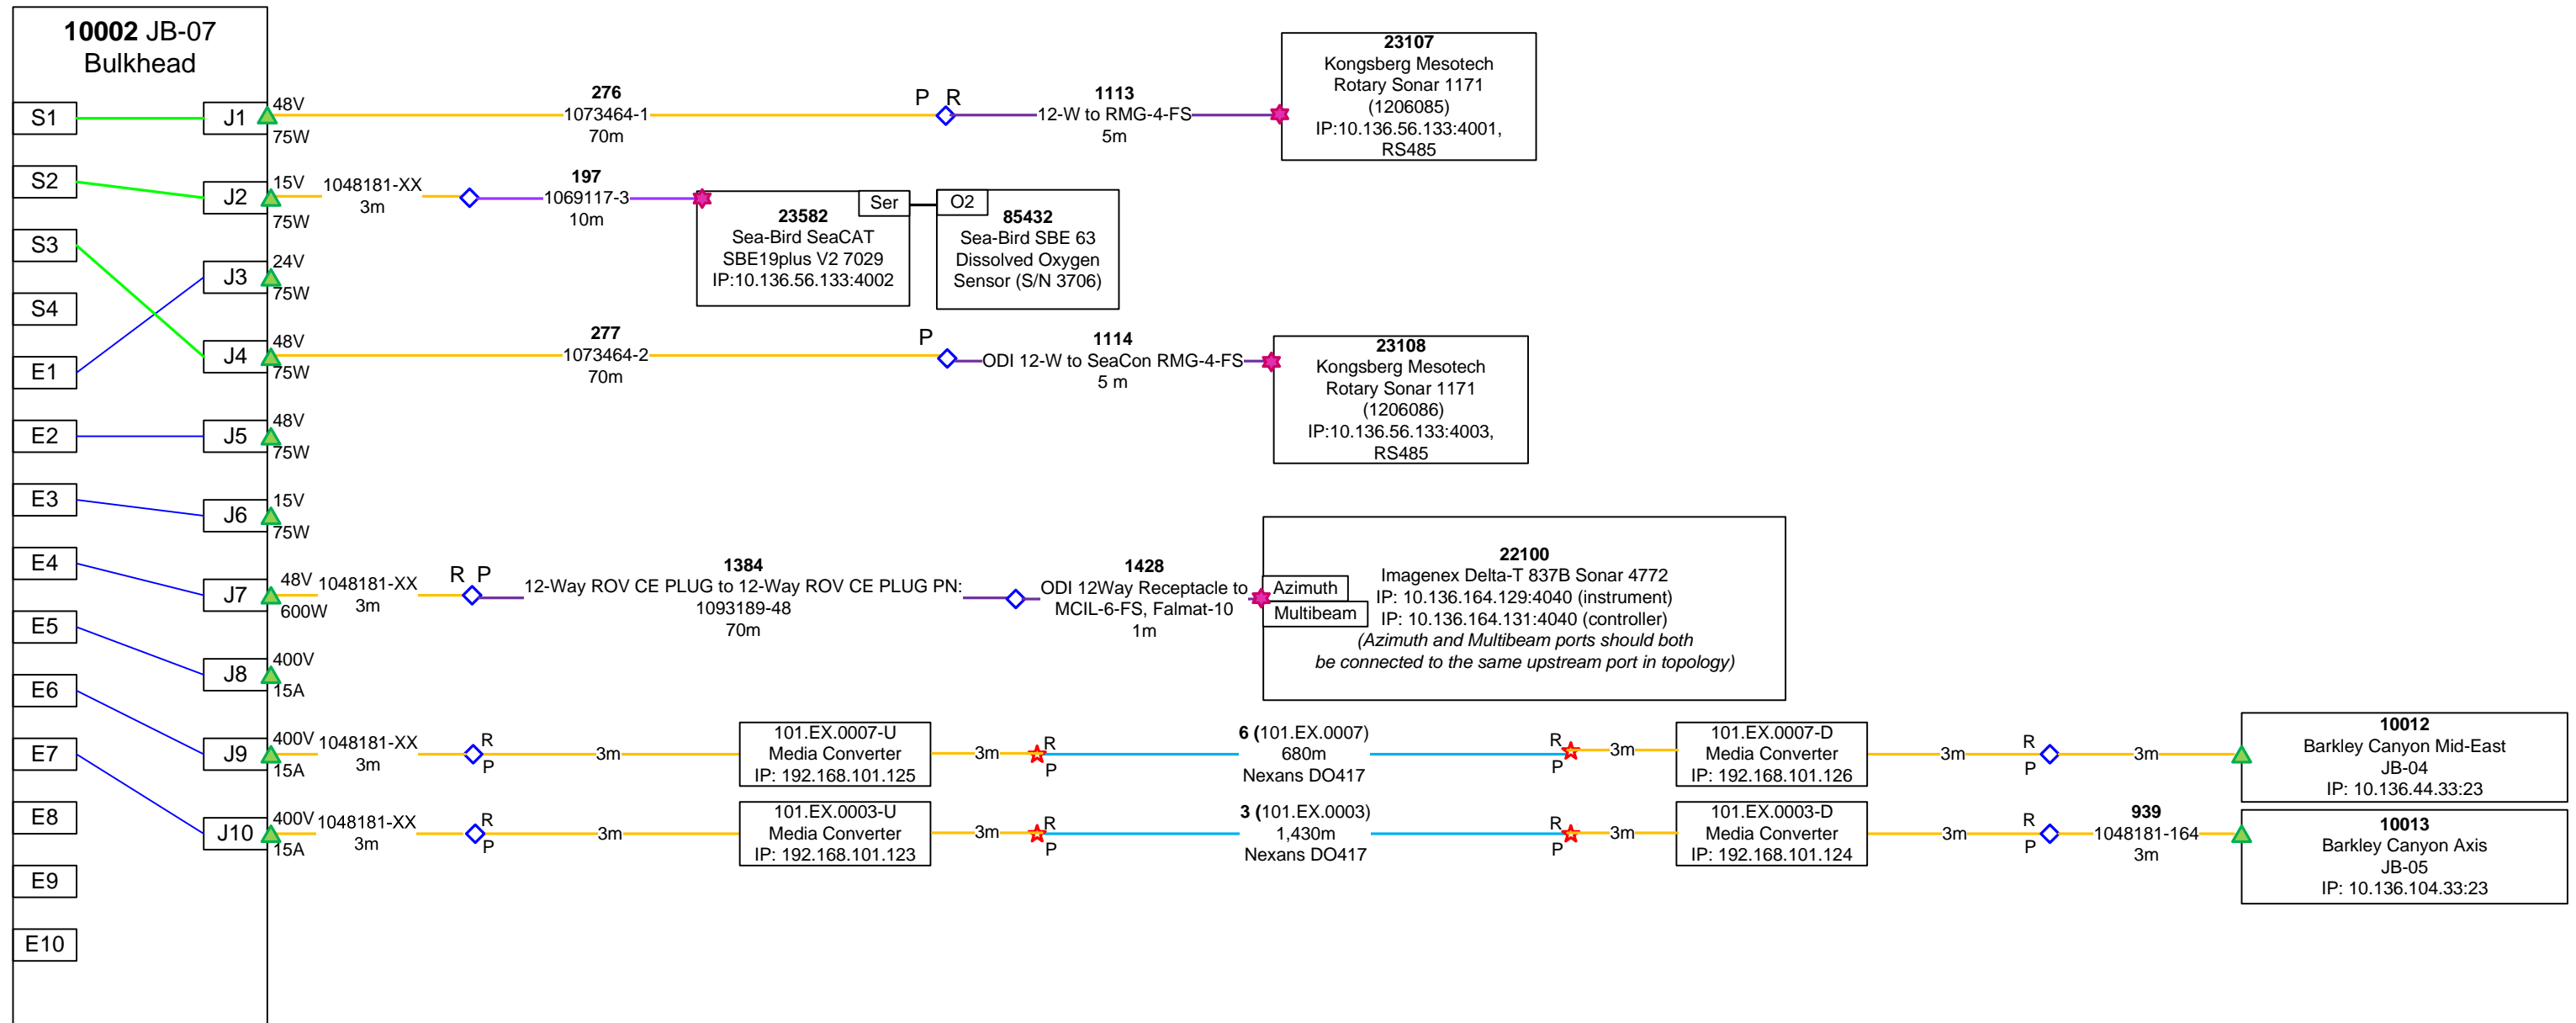 10002 JB-07
Bulkhead
S1
S2
S3
S4
E1
E2
E3
E4
E5
E6
E7
E8
E9
E10
J1
48V
75W
276
1073464-1
70m
P R
1113
12-W to RMG-4-FS
5m
23107
Kongsberg Mesotech
Rotary Sonar 1171
(1206085)
IP:10.136.56.133:4001,
RS485
J2
15V
75W
1048181-XX
3m
197
1069117-3
10m
Ser
23582
Sea-Bird SeaCAT
SBE19plus V2 7029
IP:10.136.56.133:4002
O2
85432
Sea-Bird SBE 63
Dissolved Oxygen
Sensor (S/N 3706)
J3
24V
75W
J4
48V
75W
277
1073464-2
70m
P
1114
ODI 12-W to SeaCon RMG-4-FS
5 m
23108
Kongsberg Mesotech
Rotary Sonar 1171
(1206086)
IP:10.136.56.133:4003,
RS485
J5
48V
75W
J6
15V
75W
J7
48V
600W
1048181-XX
3m
R P
1384
12-Way ROV CE PLUG to 12-Way ROV CE PLUG PN:
1093189-48
70m
1428
ODI 12Way Receptacle to
MCIL-6-FS, Falmat-10
1m
Azimuth
Multibeam
22100
Imagenex Delta-T 837B Sonar 4772
IP: 10.136.164.129:4040 (instrument)
IP: 10.136.164.131:4040 (controller)
(Azimuth and Multibeam ports should both
be connected to the same upstream port in topology)
J8
400V
15A
J9
400V
15A
1048181-XX
3m
R
P
3m
101.EX.0007-U
Media Converter
IP: 192.168.101.125
3m
R
P
6 (101.EX.0007)
680m
Nexans DO417
R
P
3m
101.EX.0007-D
Media Converter
IP: 192.168.101.126
3m
R
P
3m
10012
Barkley Canyon Mid-East
JB-04
IP: 10.136.44.33:23
J10
400V
15A
1048181-XX
3m
R
P
3m
101.EX.0003-U
Media Converter
IP: 192.168.101.123
3m
R
P
3 (101.EX.0003)
1,430m
Nexans DO417
R
P
3m
101.EX.0003-D
Media Converter
IP: 192.168.101.124
3m
R
P
939
1048181-164
3m
10013
Barkley Canyon Axis
JB-05
IP: 10.136.104.33:23